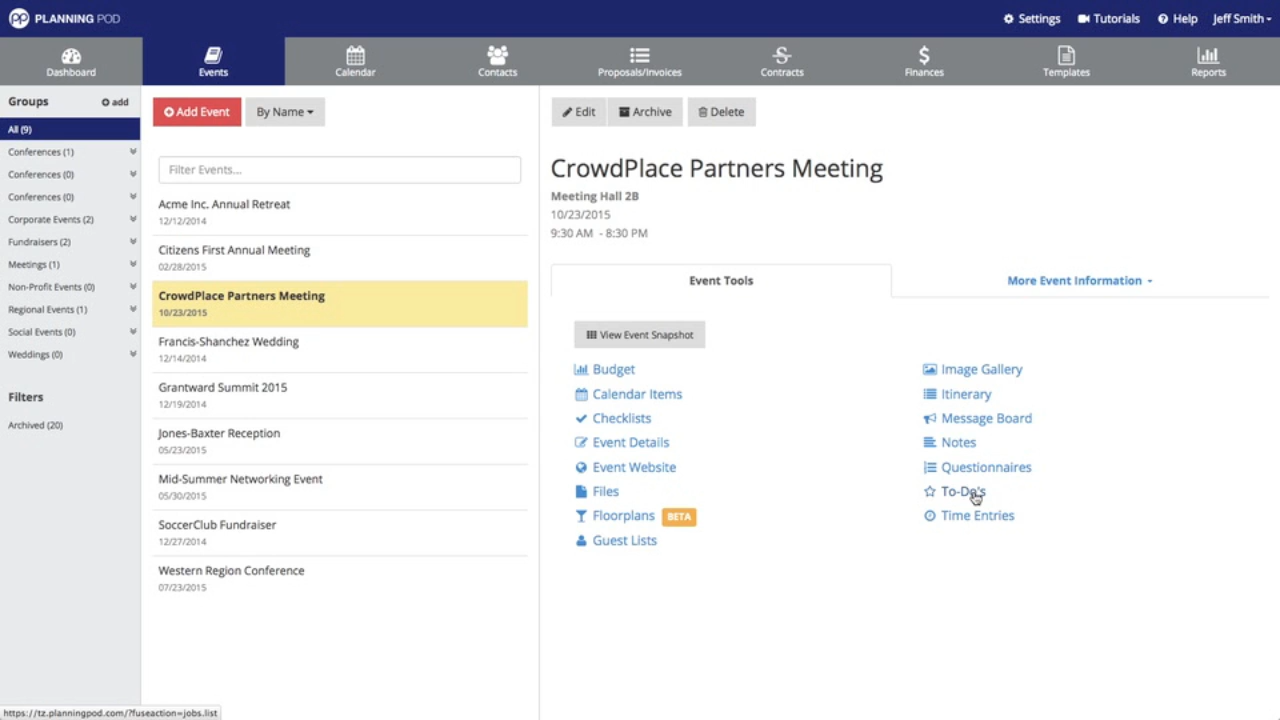 pp PLANNING POD
Settings
Tutorials
Help
Jeff Smith
Dashboard
Events
Calendar
Contacts
Proposals/Invoices
Contracts
Finances
Templates
Reports
Groups
add
All (9)
Conferences (1)
Conferences (0)
Conferences (0)
Corporate Events (2)
Fundraisers (2)
Meetings (1)
Non-Profit Events (0)
Regional Events (1)
Social Events (0)
Weddings (0)
Filters
Archived (20)
Add Event
By Name
Filter Events...
Acme Inc. Annual Retreat
12/12/2014
Citizens First Annual Meeting
02/28/2015
CrowdPlace Partners Meeting
10/23/2015
Francis-Shanchez Wedding
12/14/2014
Grantward Summit 2015
12/19/2014
Jones-Baxter Reception
05/23/2015
Mid-Summer Networking Event
05/30/2015
SoccerClub Fundraiser
12/27/2014
Western Region Conference
07/23/2015
Edit
Archive
Delete
CrowdPlace Partners Meeting
Meeting Hall 2B
10/23/2015
9:30 AM - 8:30 PM
Event Tools
More Event Information
View Event Snapshot
Budget
Calendar Items
Checklists
Event Details
Event Website
Files
Floorplans BETA
Guest Lists
Image Gallery
Itinerary
Message Board
Notes
Questionnaires
To-Do's
Time Entries
https://tz.planningpod.com/?fuseaction=jobs.list